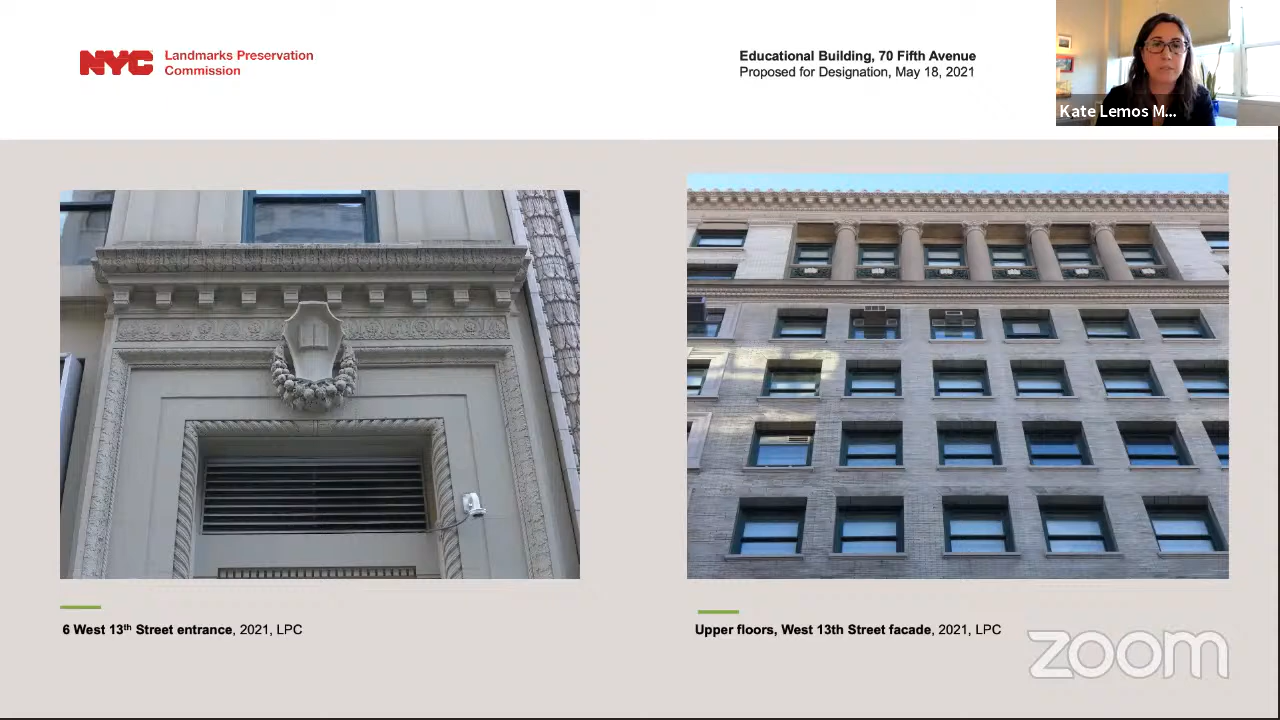 NYC Landmarks Preservation
Commission
Educational Building, 70 Fifth Avenue
Proposed for Designation, May 18, 2021
Kate Lemos M...
6 West 13th Street entrance, 2021, LPC
Upper floors, West 13th Street facade, 2021, LPC
zoom